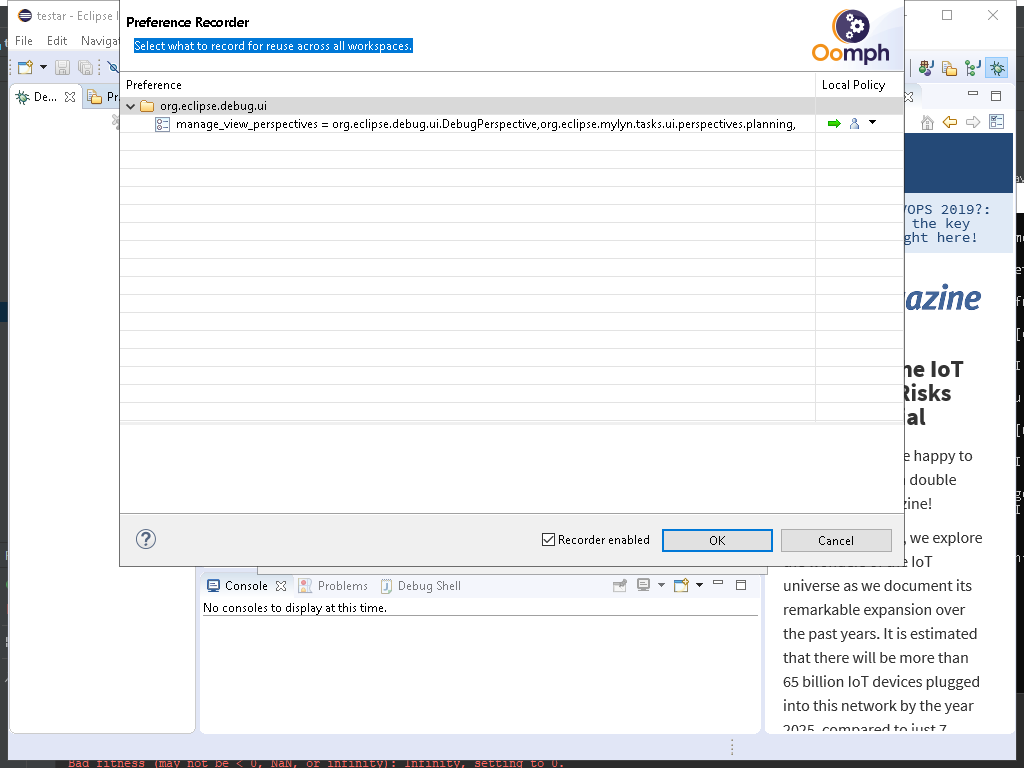 testar - Eclipse I
Preference Recorder
Select what to record for reuse across all workspaces.
Oomph
File Edit Navigat
De...
Pr
Preference
Local Policy
org.eclipse.debug.ui
manage_view_perspectives = org.eclipse.debug.ui.DebugPerspective,org.eclipse.mylyn.tasks.ui.perspectives.planning,
VOPS 2019?:
the key
ght here!
azine
he IoT
Risks
ial
e happy to
double
zine!
Recorder enabled
OK
Cancel
, we explore
the IoT
universe as we document its
remarkable expansion over
the past years. It is estimated
that there will be more than
65 billion IoT devices plugged
into this network by the year
2025, compared to just 7
Console
Problems
Debug Shell
No consoles to display at this time.
Bad fitness (may not be < 0, NaN, or infinity): Infinity, setting to 0.